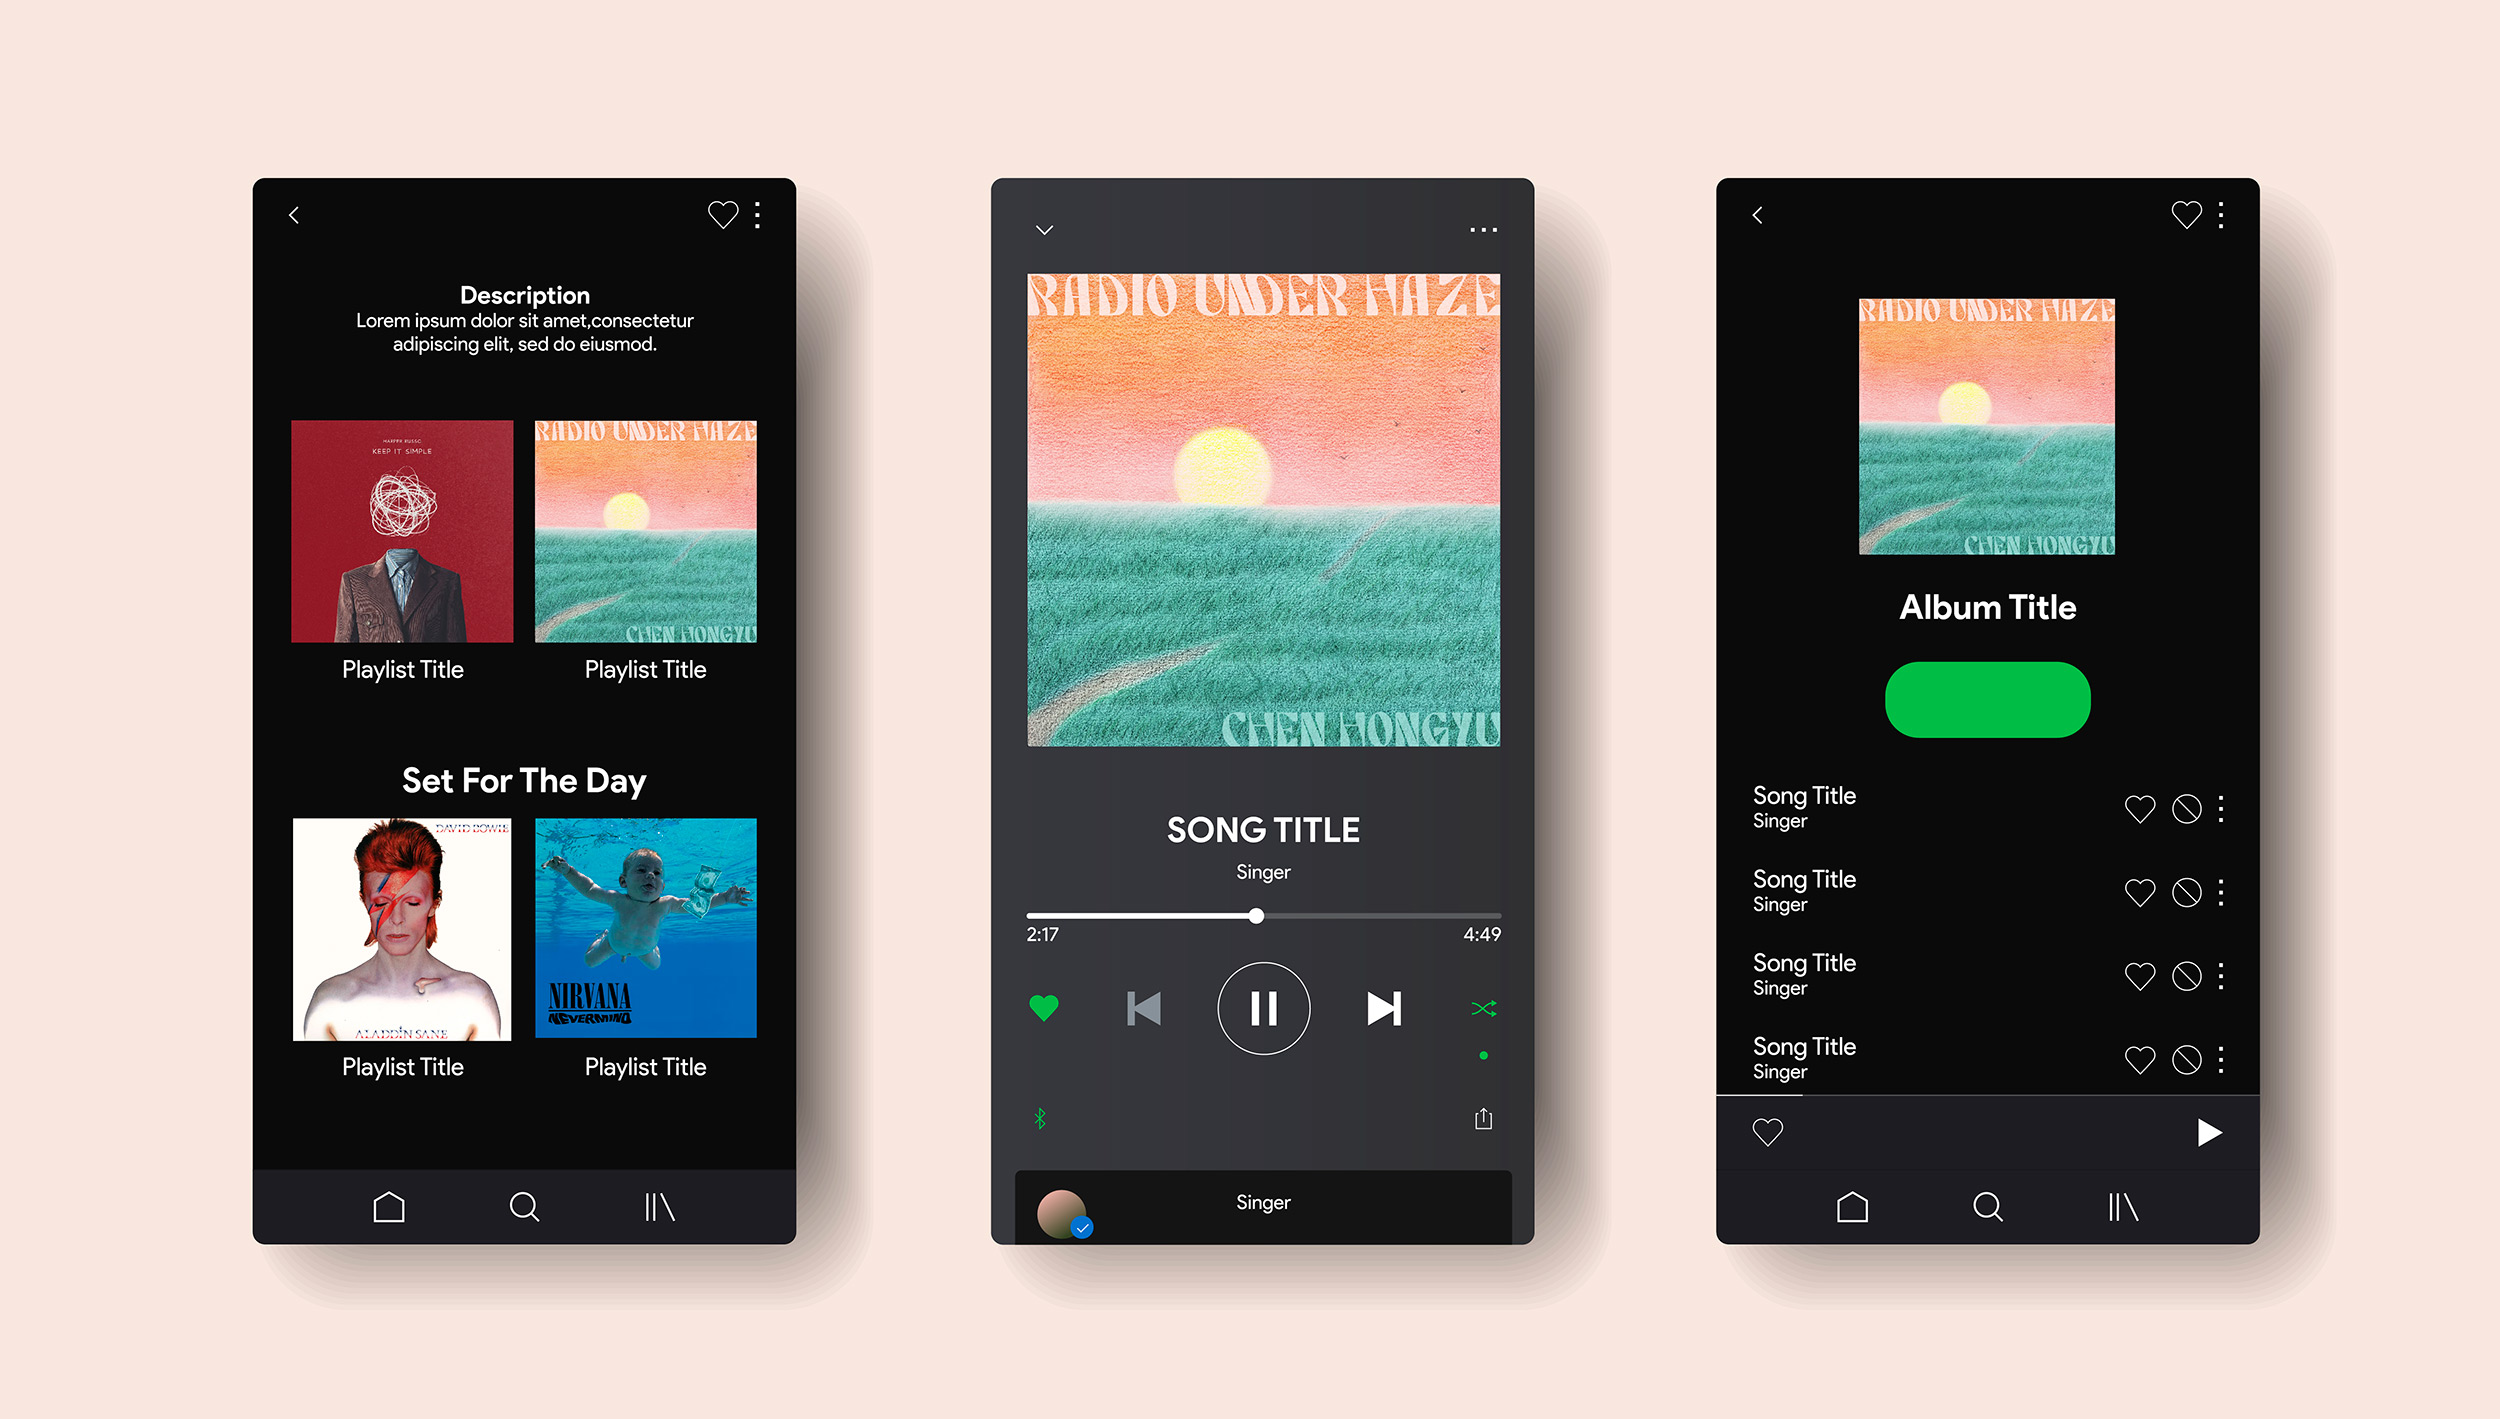 Description
Lorem ipsum dolor sit amet,consectetur
adipiscing elit, sed do eiusmod.
HARPER RUSSO
KEEP IT SIMPLE
RADIO UNDER HAZE
CHEN HONGYU
Playlist Title
Playlist Title
Set For The Day
DAVID BOWIE
ALADDIN SANE
NIRVANA
NEVERMIND
Playlist Title
Playlist Title
RADIO UNDER HAZE
CHEN HONGYU
SONG TITLE
Singer
2:17
4:49
Singer
RADIO UNDER HAZE
CHEN HONGYU
Album Title
Song Title
Singer
Song Title
Singer
Song Title
Singer
Song Title
Singer